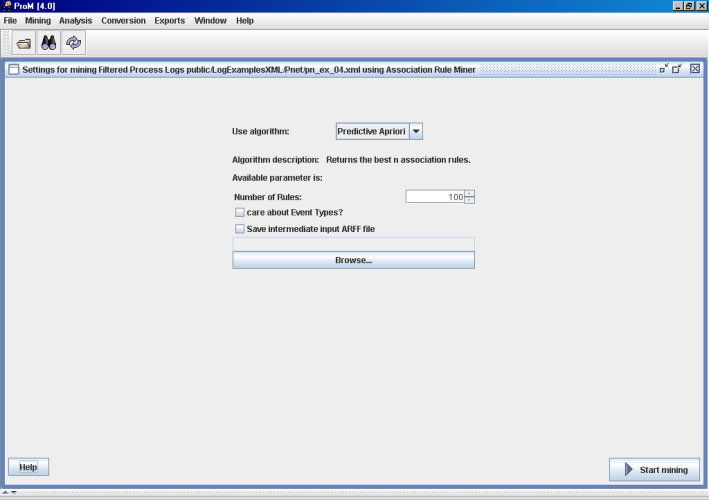 ProM [4.0]
File Mining Analysis Conversion Exports Window Help
Settings for mining Filtered Process Logs public/LogExamplesXML/Pnet/pn_ex_04.xml using Association Rule Miner
Use algorithm: Predictive Apriori
Algorithm description: Returns the best n association rules.
Available parameter is:
Number of Rules: 100
care about Event Types?
Save intermediate input ARFF file
Browse...
Help Start mining